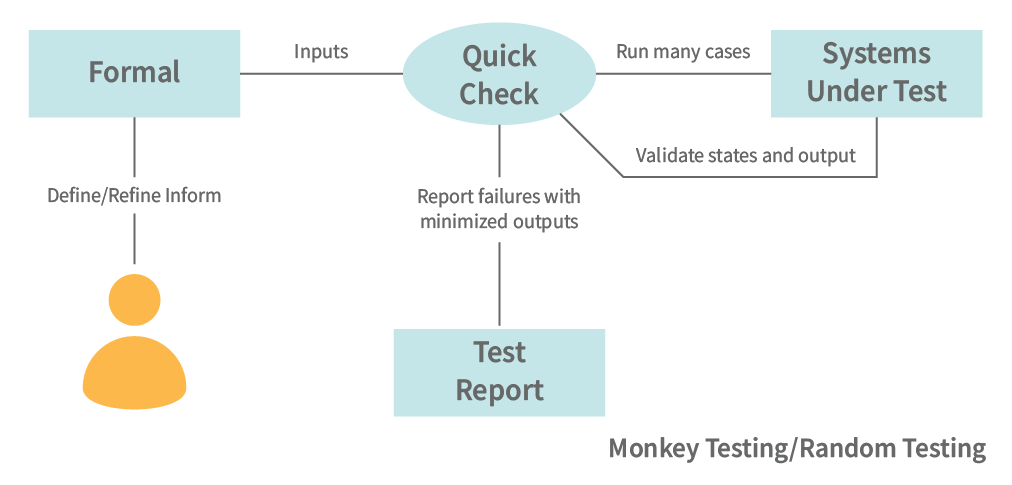 Formal
Inputs
Quick
Check
Run many cases
Systems
Under Test
Validate states and output
Define/Refine Inform
Report failures with
minimized outputs
Test
Report
Monkey Testing/Random Testing